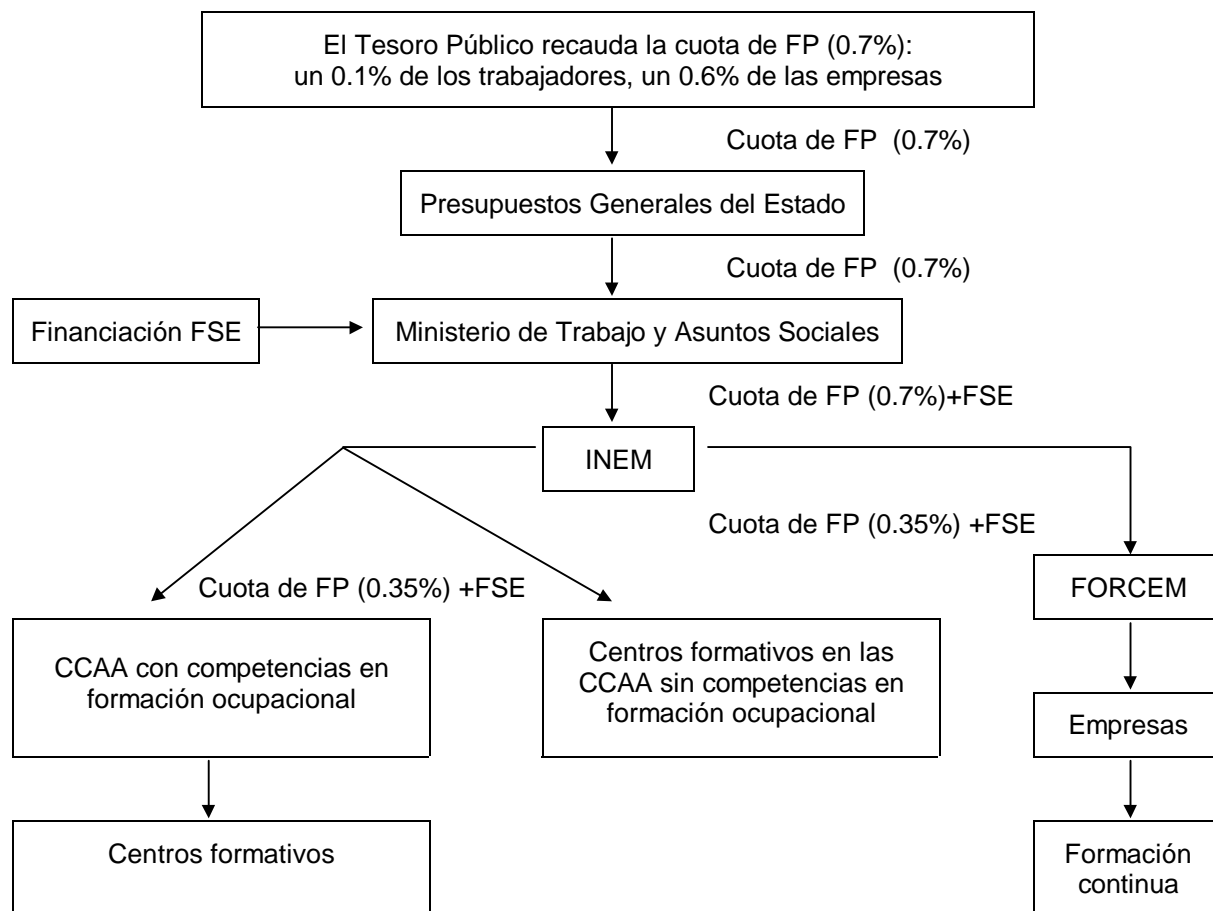 El Tesoro Público recauda la cuota de FP (0.7%):
un 0.1% de los trabajadores, un 0.6% de las empresas
Cuota de FP (0.7%)
Presupuestos Generales del Estado
Cuota de FP (0.7%)
Financiación FSE
Ministerio de Trabajo y Asuntos Sociales
Cuota de FP (0.7%)+FSE
INEM
Cuota de FP (0.35%) +FSE
Cuota de FP (0.35%) +FSE
FORCEM
CCAA con competencias en
formación ocupacional
Centros formativos en las
CCAA sin competencias en
formación ocupacional
Empresas
Centros formativos
Formación
continua